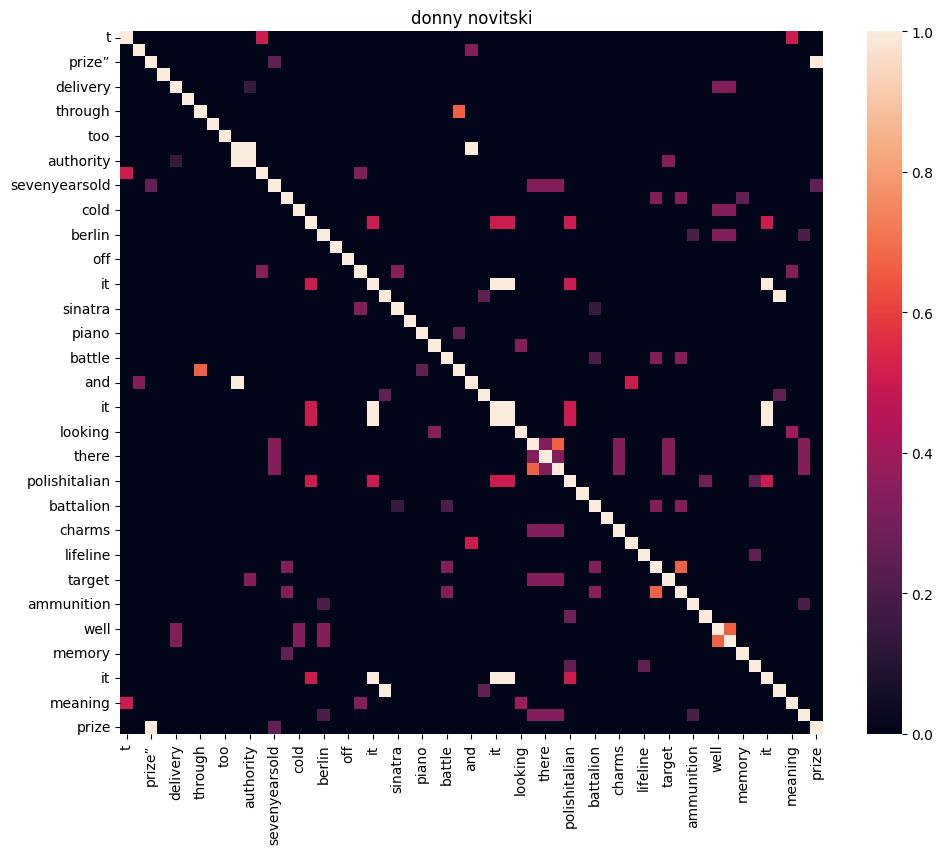 donny novitski
t
prize”
delivery
through
too
authority
sevenyearsold
cold
berlin
off
it
sinatra
piano
battle
and
it
looking
there
polishitalian
battalion
charms
lifeline
target
ammunition
well
memory
it
meaning
prize
1.0
0.8
0.6
0.4
0.2
0.0
t
prize”
delivery
through
too
authority
sevenyearsold
cold
berlin
off
it
sinatra
piano
battle
and
it
looking
there
polishitalian
battalion
charms
lifeline
target
ammunition
well
memory
it
meaning
prize